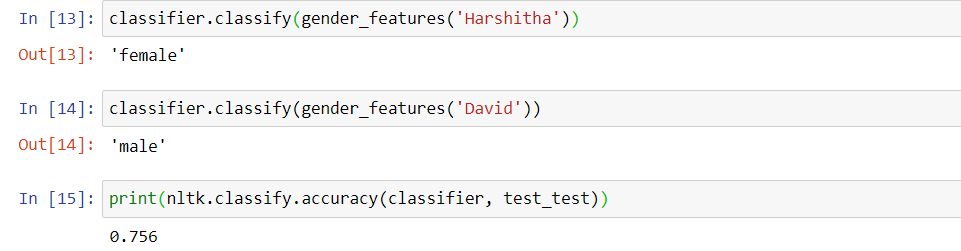 In [13]: classifier.classify(gender_features('Harshitha'))
Out[13]: 'female'
In [14]: classifier.classify(gender_features('David'))
Out[14]: 'male'
In [15]: print(nltk.classify.accuracy(classifier, test_test))
0.756